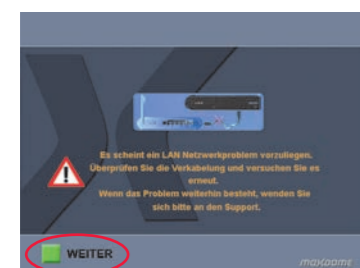 Es scheint ein LAN Netzwerkproblem vorzuliegen.
Überprüfen Sie die Verkabelung und versuchen Sie es
erneut.
Wenn das Problem weiterhin besteht, wenden Sie
sich bitte an den Support.
WEITER
maxdome